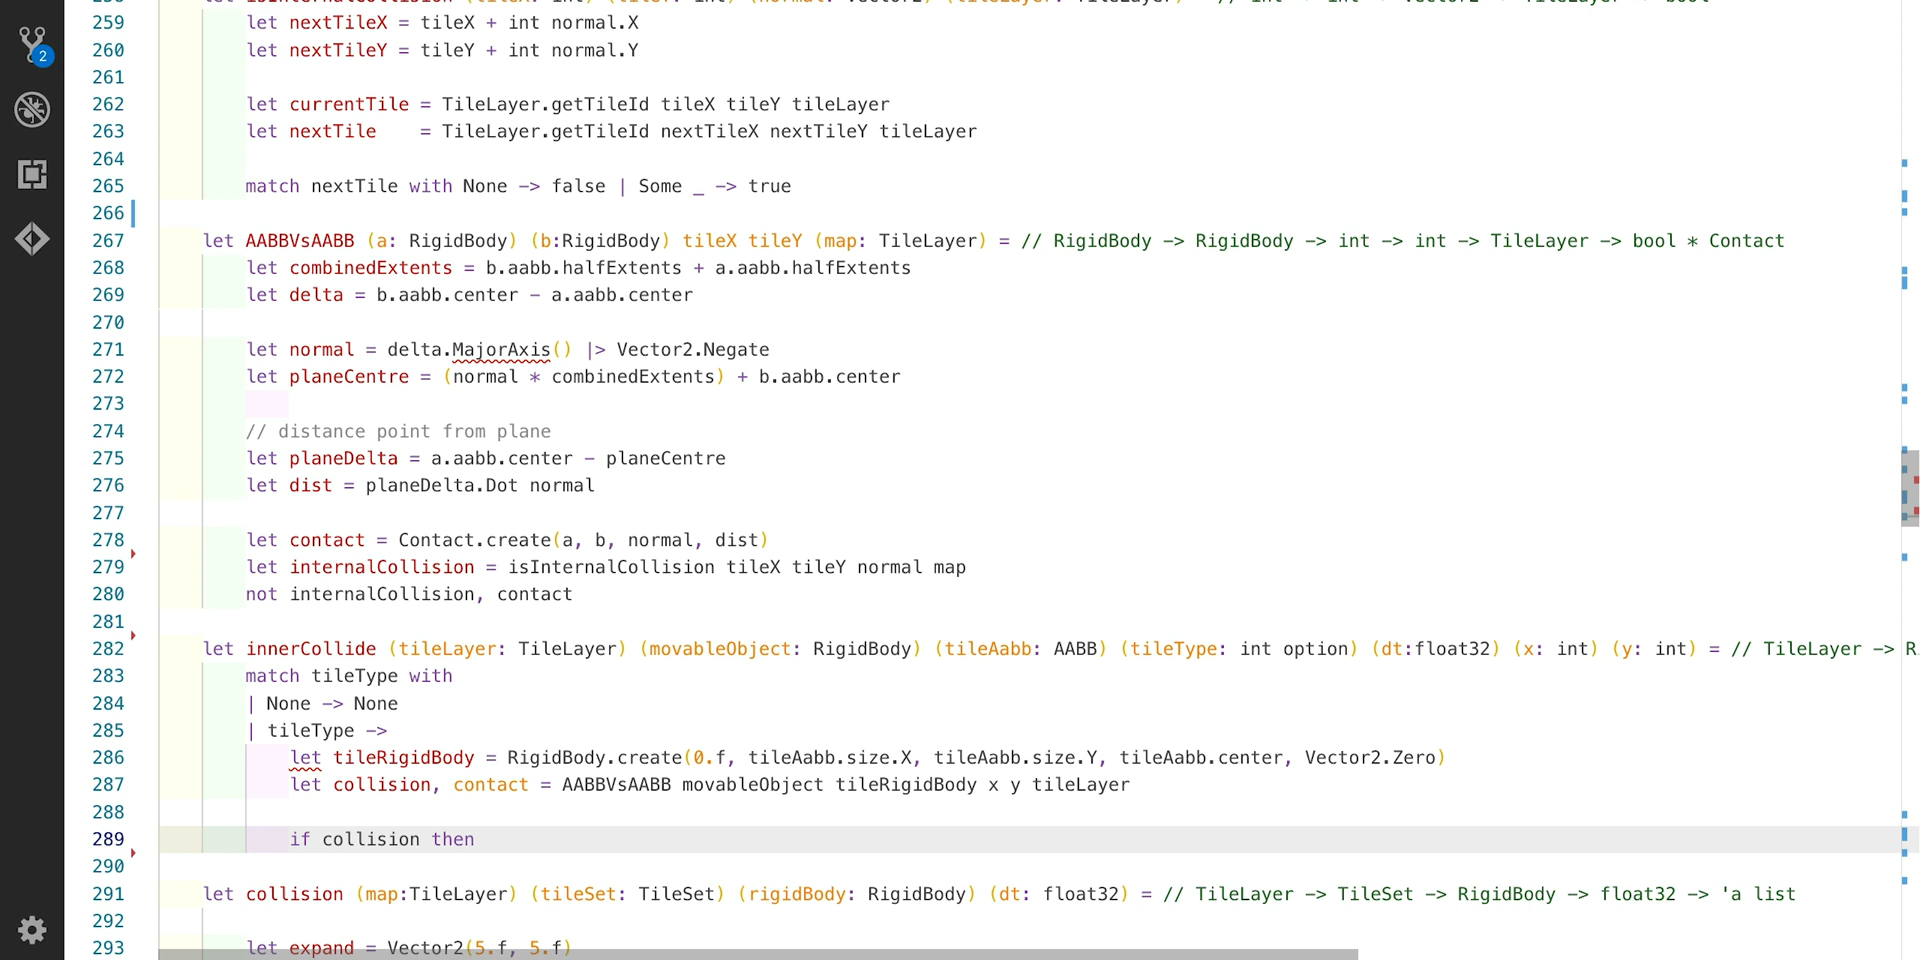 259 let nextTileX = tileX + int normal.X
260 let nextTileY = tileY + int normal.Y
2
261
262 let currentTile = TileLayer.getTileId tileX tileY tileLayer
263 let nextTile    = TileLayer.getTileId nextTileX nextTileY tileLayer
264
265 match nextTile with None -> false | Some _ -> true
266
267 let AABBVsAABB (a: RigidBody) (b:RigidBody) tileX tileY (map: TileLayer) = // RigidBody -> RigidBody -> int -> int -> TileLayer -> bool * Contact
268 let combinedExtents = b.aabb.halfExtents + a.aabb.halfExtents
269 let delta = b.aabb.center - a.aabb.center
270
271 let normal = delta.MajorAxis() |> Vector2.Negate
272 let planeCentre = (normal * combinedExtents) + b.aabb.center
273
274 // distance point from plane
275 let planeDelta = a.aabb.center - planeCentre
276 let dist = planeDelta.Dot normal
277
278 let contact = Contact.create(a, b, normal, dist)
279 let internalCollision = isInternalCollision tileX tileY normal map
280 not internalCollision, contact
281
282 let innerCollide (tileLayer: TileLayer) (movableObject: RigidBody) (tileAabb: AABB) (tileType: int option) (dt:float32) (x: int) (y: int) = // TileLayer -> R
283 match tileType with
284 | None -> None
285 | tileType ->
286 let tileRigidBody = RigidBody.create(0.f, tileAabb.size.X, tileAabb.size.Y, tileAabb.center, Vector2.Zero)
287 let collision, contact = AABBVsAABB movableObject tileRigidBody x y tileLayer
288
289 if collision then
290
291 let collision (map:TileLayer) (tileSet: TileSet) (rigidBody: RigidBody) (dt: float32) = // TileLayer -> TileSet -> RigidBody -> float32 -> 'a list
292
293 let expand = Vector2(5.f, 5.f)